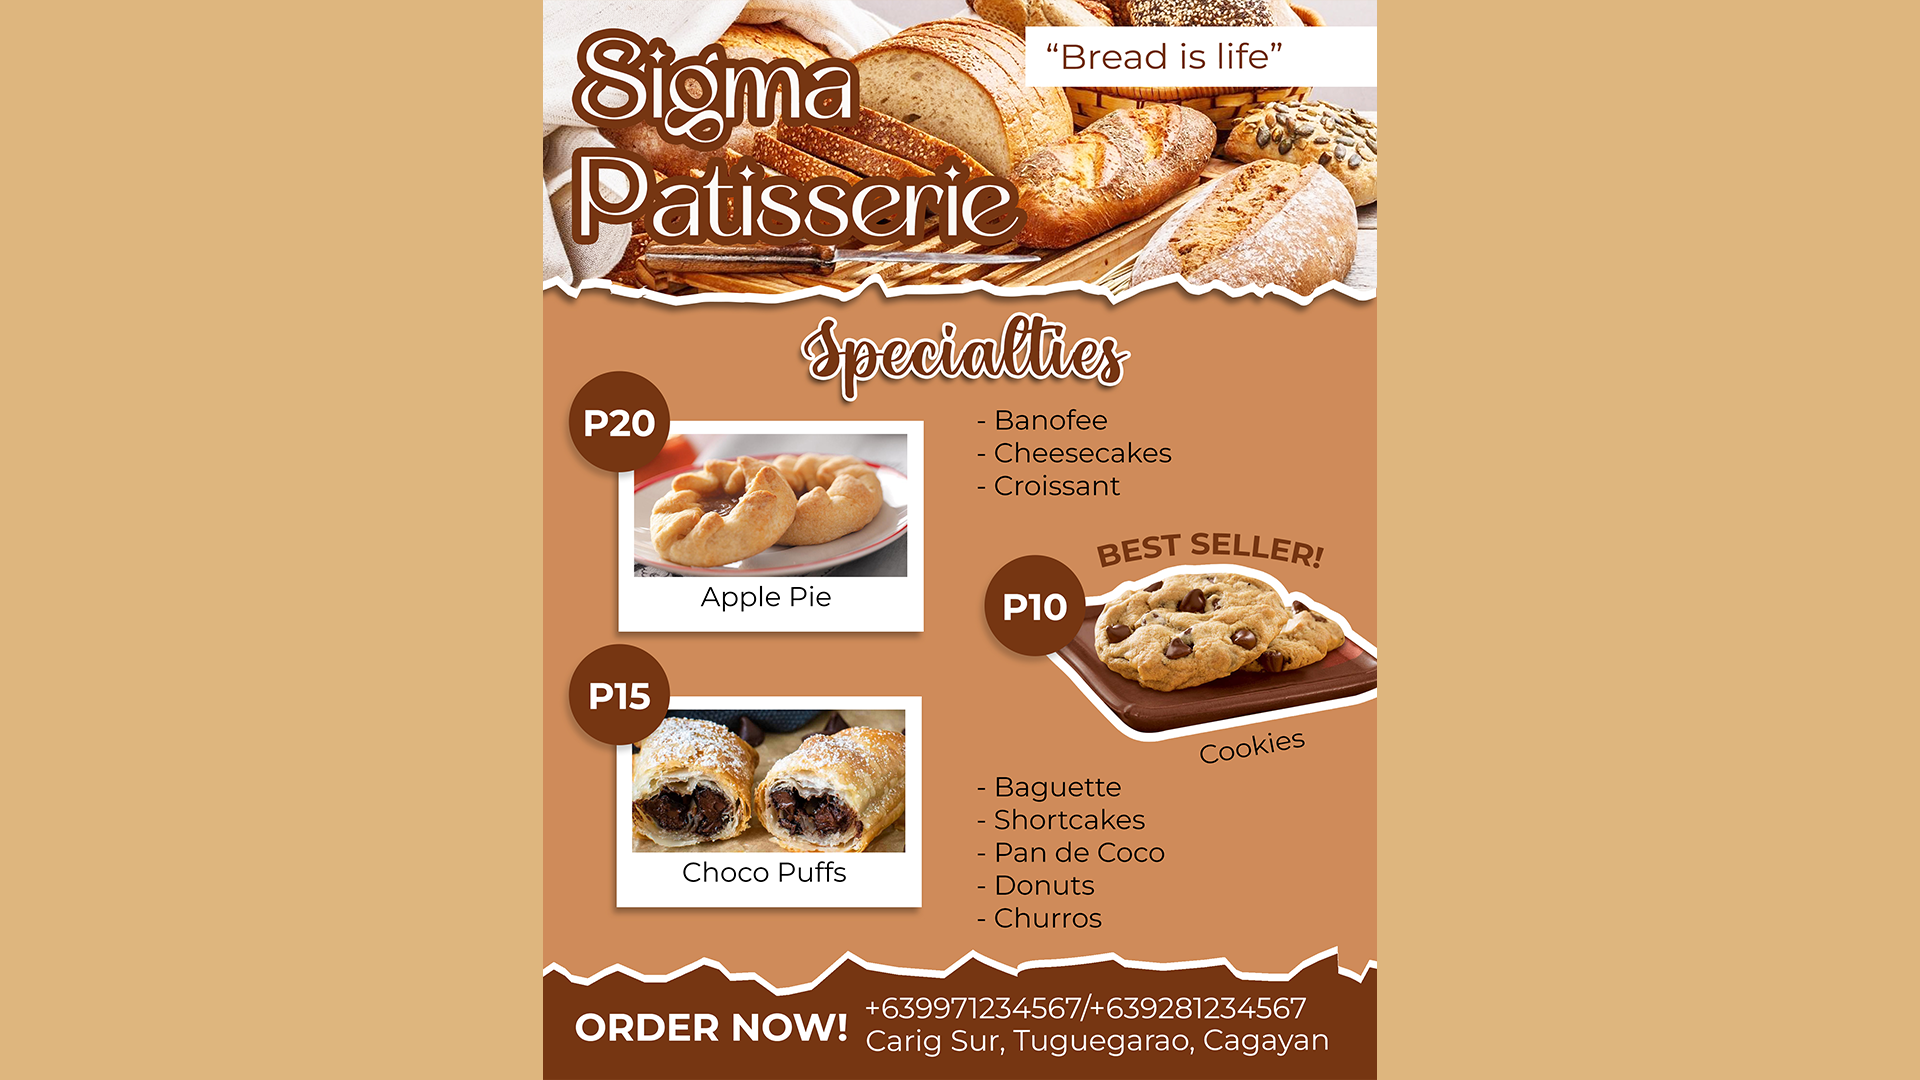 Sigma
Patisserie
“Bread is life”
Specialties
P20
Apple Pie
- Banofee
- Cheesecakes
- Croissant
BEST SELLER!
P10
Cookies
P15
Choco Puffs
- Baguette
- Shortcakes
- Pan de Coco
- Donuts
- Churros
ORDER NOW!
+639971234567/+639281234567
Carig Sur, Tuguegarao, Cagayan